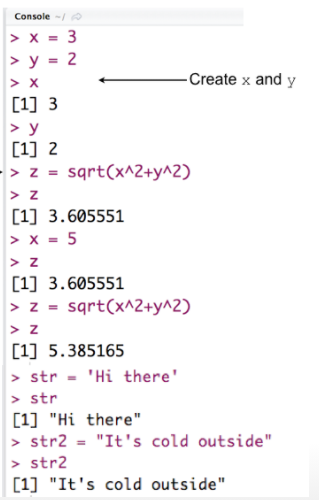 Console ~/
> x = 3
> y = 2
> x
Create x and y
[1] 3
> y
[1] 2
> z = sqrt(x^2+y^2)
> z
[1] 3.605551
> x = 5
> z
[1] 3.605551
> z = sqrt(x^2+y^2)
> z
[1] 5.385165
> str = 'Hi there'
> str
[1] "Hi there"
> str2 = "It's cold outside"
> str2
[1] "It's cold outside"